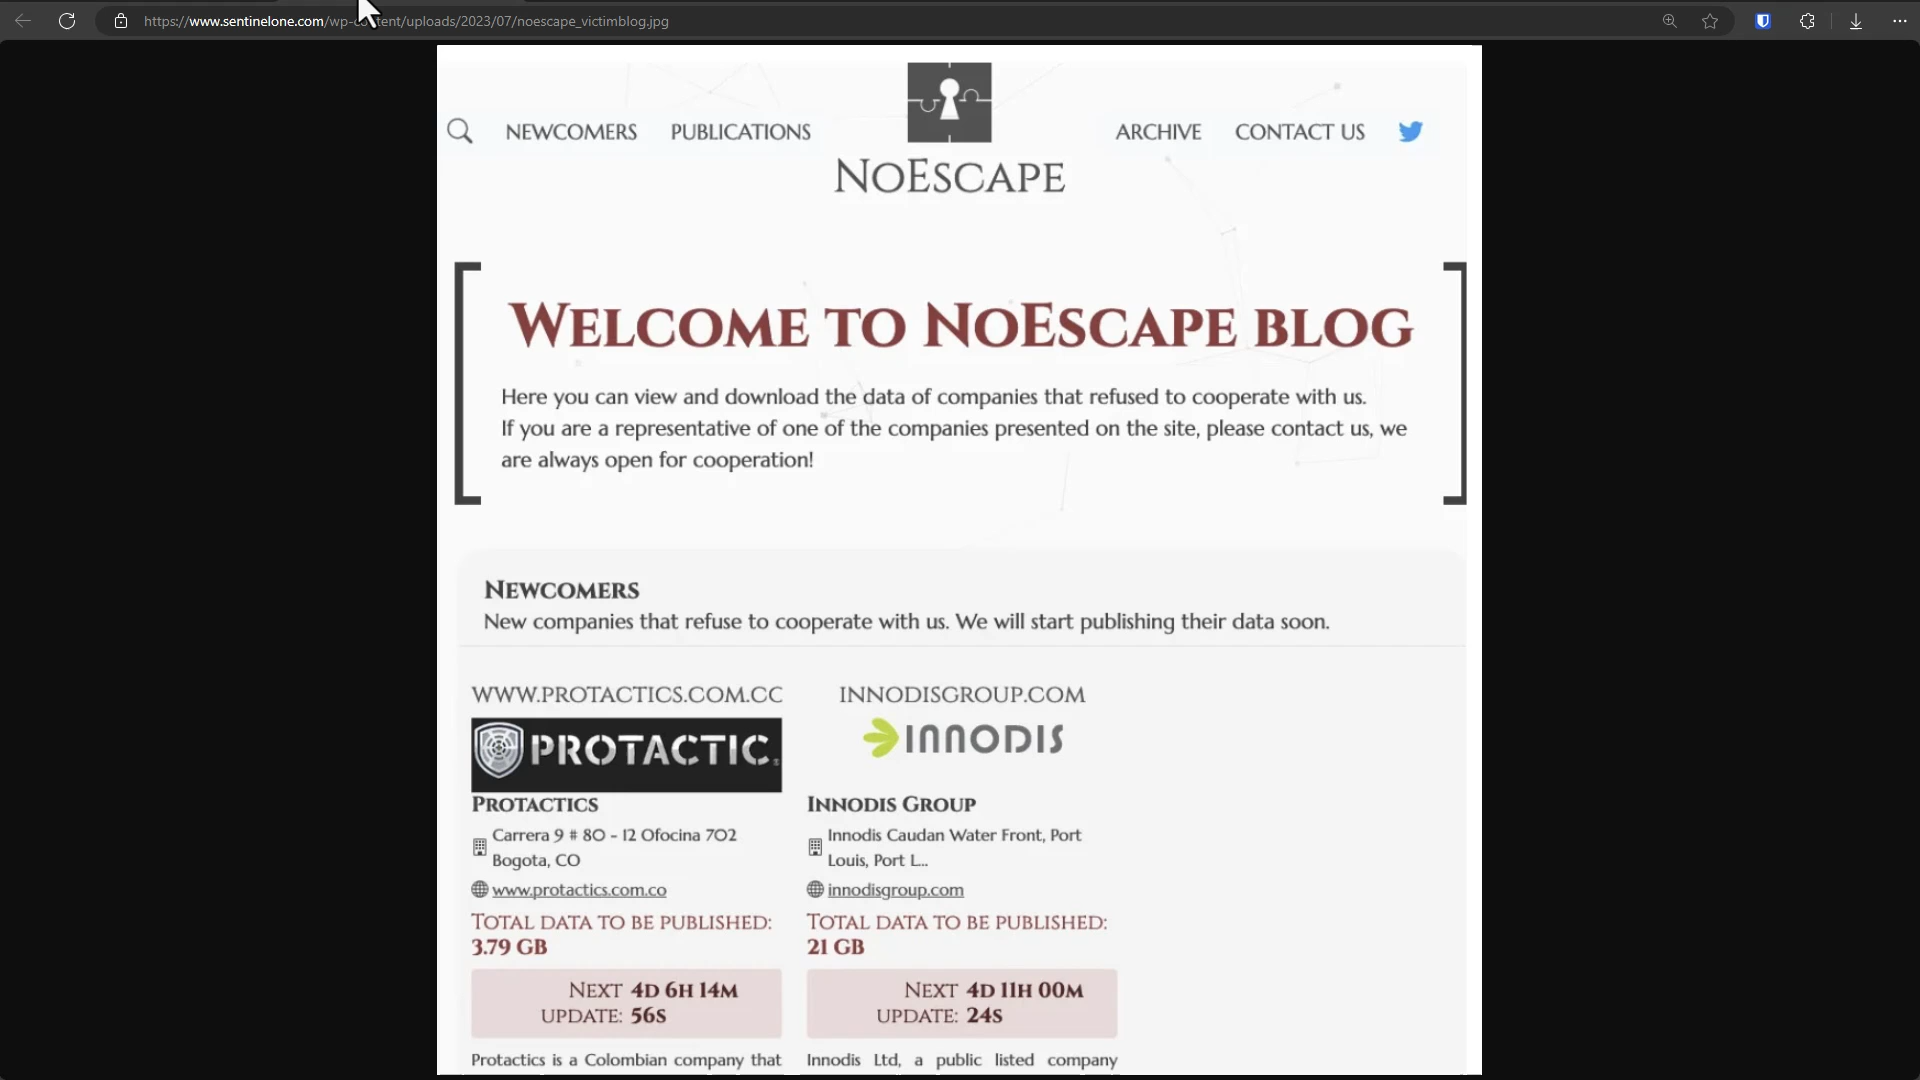 https://www.sentinelone.com/wp-content/uploads/2023/07/noescape_victimblog.jpg
NEWCOMERS PUBLICATIONS ARCHIVE CONTACT US
NOESCAPE
WELCOME TO NOESCAPE BLOG
Here you can view and download the data of companies that refused to cooperate with us.
If you are a representative of one of the companies presented on the site, please contact us, we
are always open for cooperation!
NEWCOMERS
New companies that refuse to cooperate with us. We will start publishing their data soon.
WWW.PROTACTICS.COM.CC
PROTACTIC
PROTACTICS
Carrera 9 # 80 - 12 Ofocina 702
Bogota, CO
www.protactics.com.co
TOTAL DATA TO BE PUBLISHED:
3.79 GB
NEXT 4D 6H 14M
UPDATE: 56S
Protactics is a Colombian company that
INNODISGROUP.COM
INNODIS
INNODIS GROUP
Innodis Caudan Water Front, Port
Louis, Port L...
innodisgroup.com
TOTAL DATA TO BE PUBLISHED:
21 GB
NEXT 4D 11H 00M
UPDATE: 24S
Innodis Ltd, a public listed company